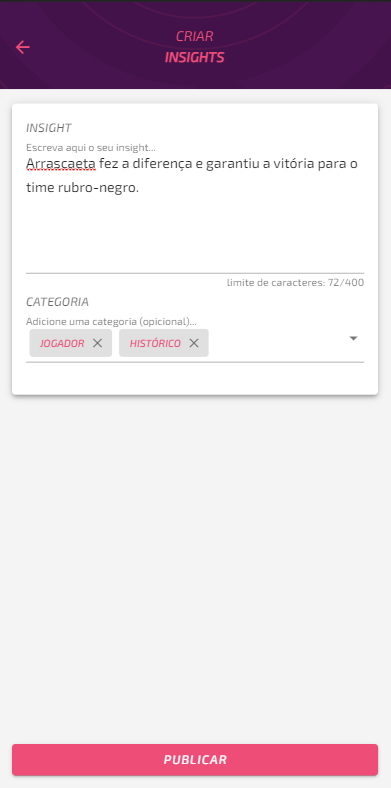 CRIAR
INSIGHTS
INSIGHT
Escreva aqui o seu insight...
Arrascaeta fez a diferença e garantiu a vitória para o
time rubro-negro.
limite de caracteres: 72/400
CATEGORIA
Adicione uma categoria (opicional)...
JOGADOR HISTÓRICO
PUBLICAR